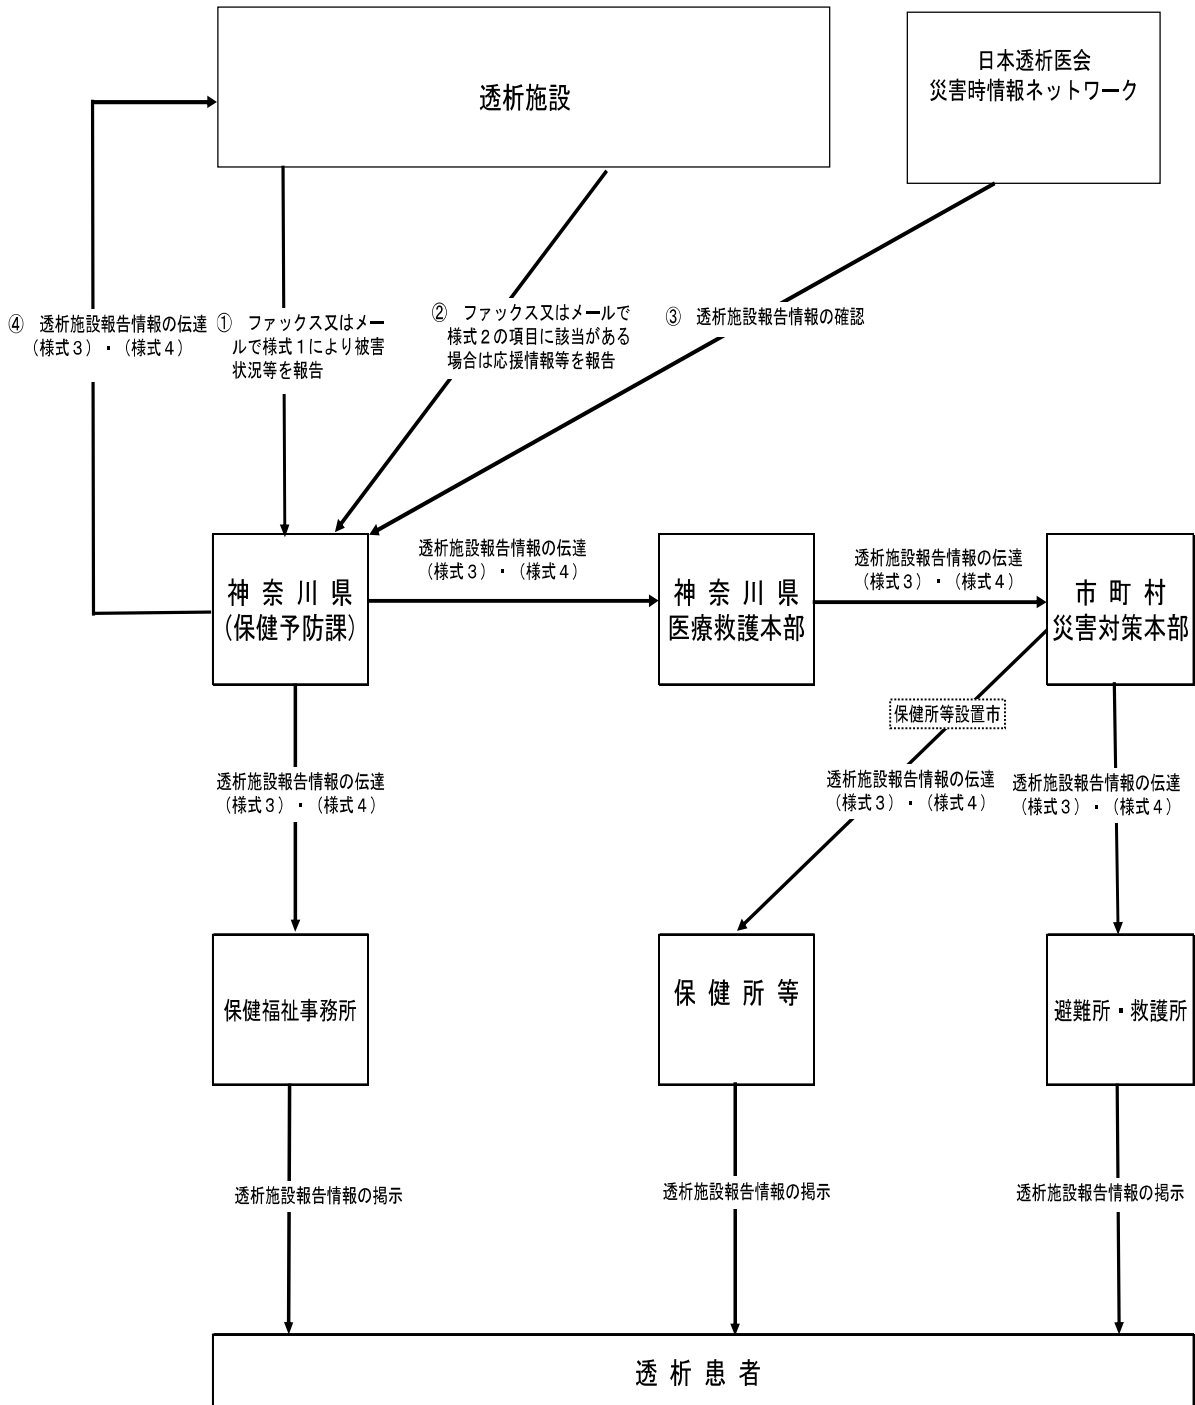 透析施設
日本透析医会
災害時情報ネットワーク
④　透析施設報告情報の伝達
（様式３）・（様式４）
①　ファックス又はメー
ルで様式１により被害
状況等を報告
②　ファックス又はメールで
様式２の項目に該当がある
場合は応援情報等を報告
③　透析施設報告情報の確認
神 奈 川 県
（保健予防課）
透析施設報告情報の伝達
（様式３）・（様式４）
神 奈 川 県
医療救護本部
透析施設報告情報の伝達
（様式３）・（様式４）
市 町 村
災害対策本部
保健所等設置市
透析施設報告情報の伝達
（様式３）・（様式４）
透析施設報告情報の伝達
（様式３）・（様式４）
透析施設報告情報の伝達
（様式３）・（様式４）
保健福祉事務所
保 健 所 等
避難所・救護所
透析施設報告情報の掲示
透析施設報告情報の掲示
透析施設報告情報の掲示
透 析 患 者